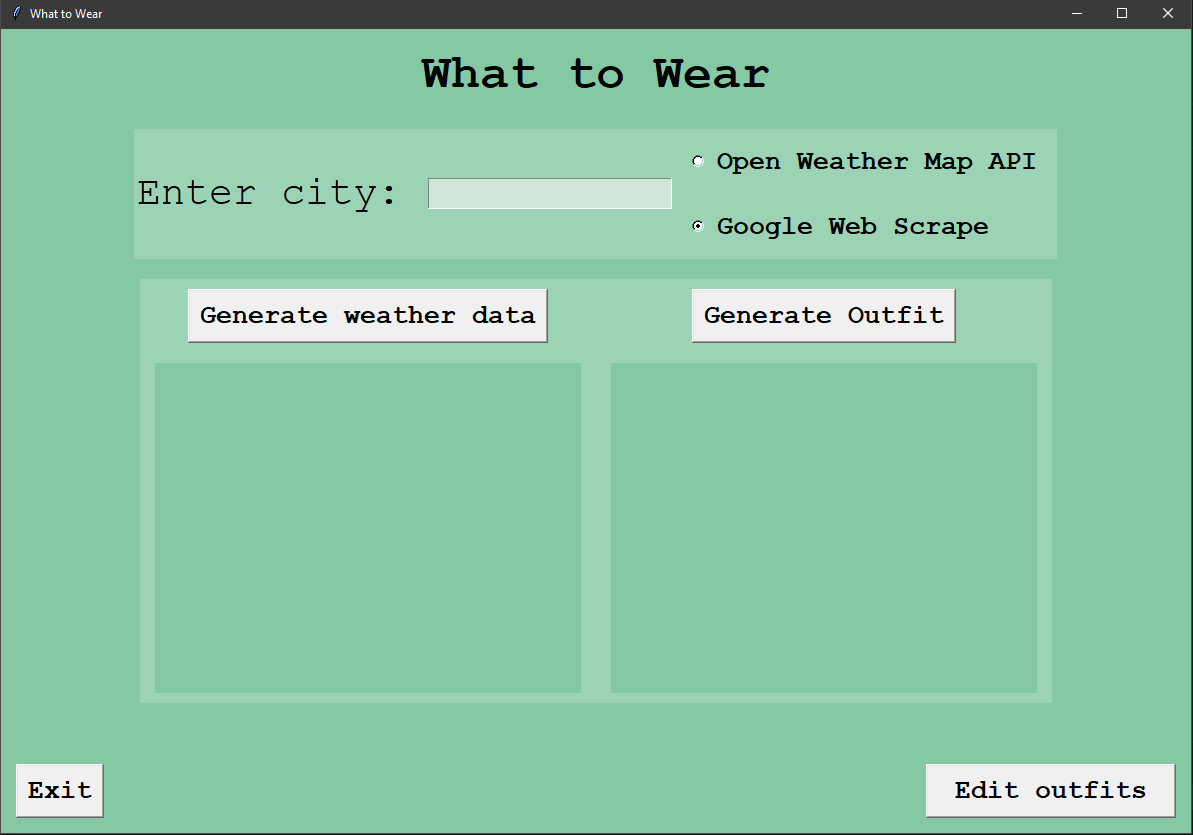 What to Wear
What to Wear
Enter city:
Open Weather Map API
Google Web Scrape
Generate weather data
Generate Outfit
Exit
Edit outfits